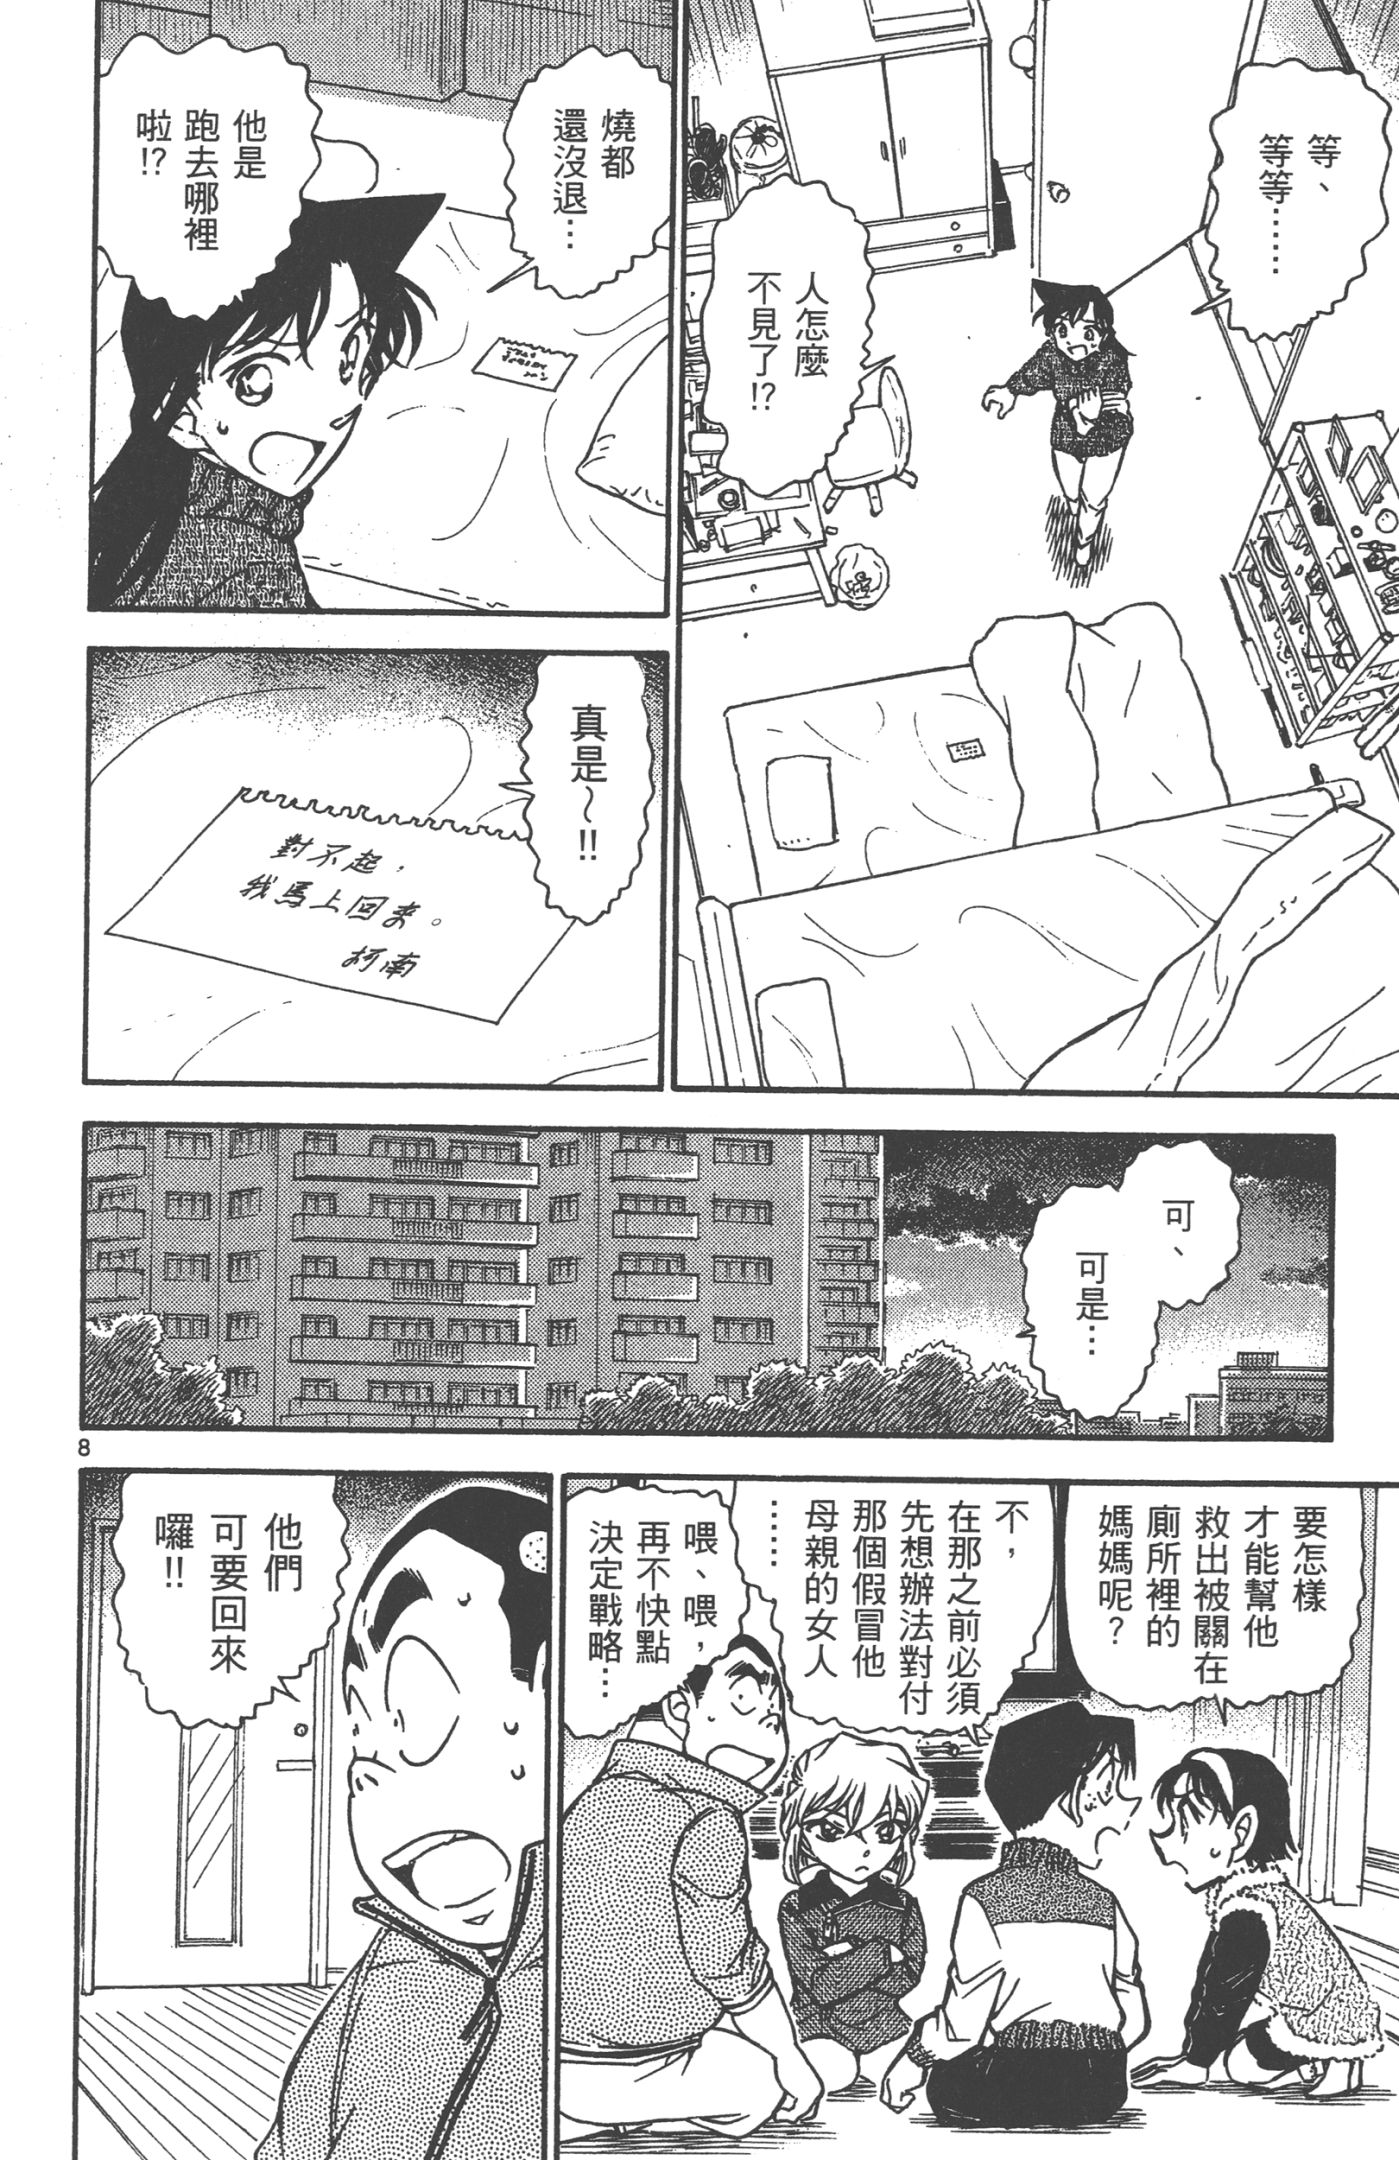 等、
等等……
人怎麼
不見了!?
燒都
還沒退…
他是
跑去哪裡
啦!?
真是~!!
對不起，
我馬上回來。
柯南
可、
可是…
8
要怎樣
才能幫他
救出被關在
廁所裡的
媽媽呢？
不，
在那之前必須
先想辦法對付
那個假冒他
母親的女人
……
喂、喂，
再不快點
決定戰略…
他們
可要回來
囉!!